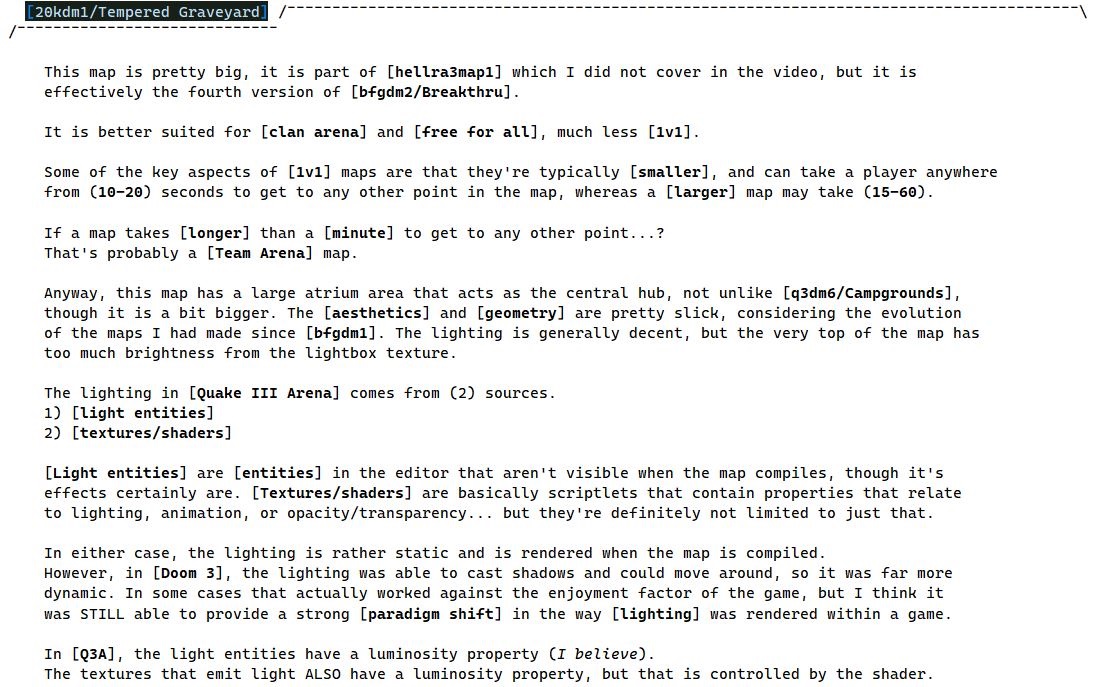 [20kdm1/Tempered Graveyard] /----------------------------------------------------------------------------------------\
/-----------------------------
This map is pretty big, it is part of [hellra3map1] which I did not cover in the video, but it is
effectively the fourth version of [bfgdm2/Breakthru].
It is better suited for [clan arena] and [free for all], much less [1v1].
Some of the key aspects of [1v1] maps are that they're typically [smaller], and can take a player anywhere
from (10-20) seconds to get to any other point in the map, whereas a [larger] map may take (15-60).
If a map takes [longer] than a [minute] to get to any other point...?
That's probably a [Team Arena] map.
Anyway, this map has a large atrium area that acts as the central hub, not unlike [q3dm6/Campgrounds],
though it is a bit bigger. The [aesthetics] and [geometry] are pretty slick, considering the evolution
of the maps I had made since [bfgdm1]. The lighting is generally decent, but the very top of the map has
too much brightness from the lightbox texture.
The lighting in [Quake III Arena] comes from (2) sources.
1) [light entities]
2) [textures/shaders]
[Light entities] are [entities] in the editor that aren't visible when the map compiles, though it's
effects certainly are. [Textures/shaders] are basically scriptlets that contain properties that relate
to lighting, animation, or opacity/transparency... but they're definitely not limited to just that.
In either case, the lighting is rather static and is rendered when the map is compiled.
However, in [Doom 3], the lighting was able to cast shadows and could move around, so it was far more
dynamic. In some cases that actually worked against the enjoyment factor of the game, but I think it
was STILL able to provide a strong [paradigm shift] in the way [lighting] was rendered within a game.
In [Q3A], the light entities have a luminosity property (I believe).
The textures that emit light ALSO have a luminosity property, but that is controlled by the shader.